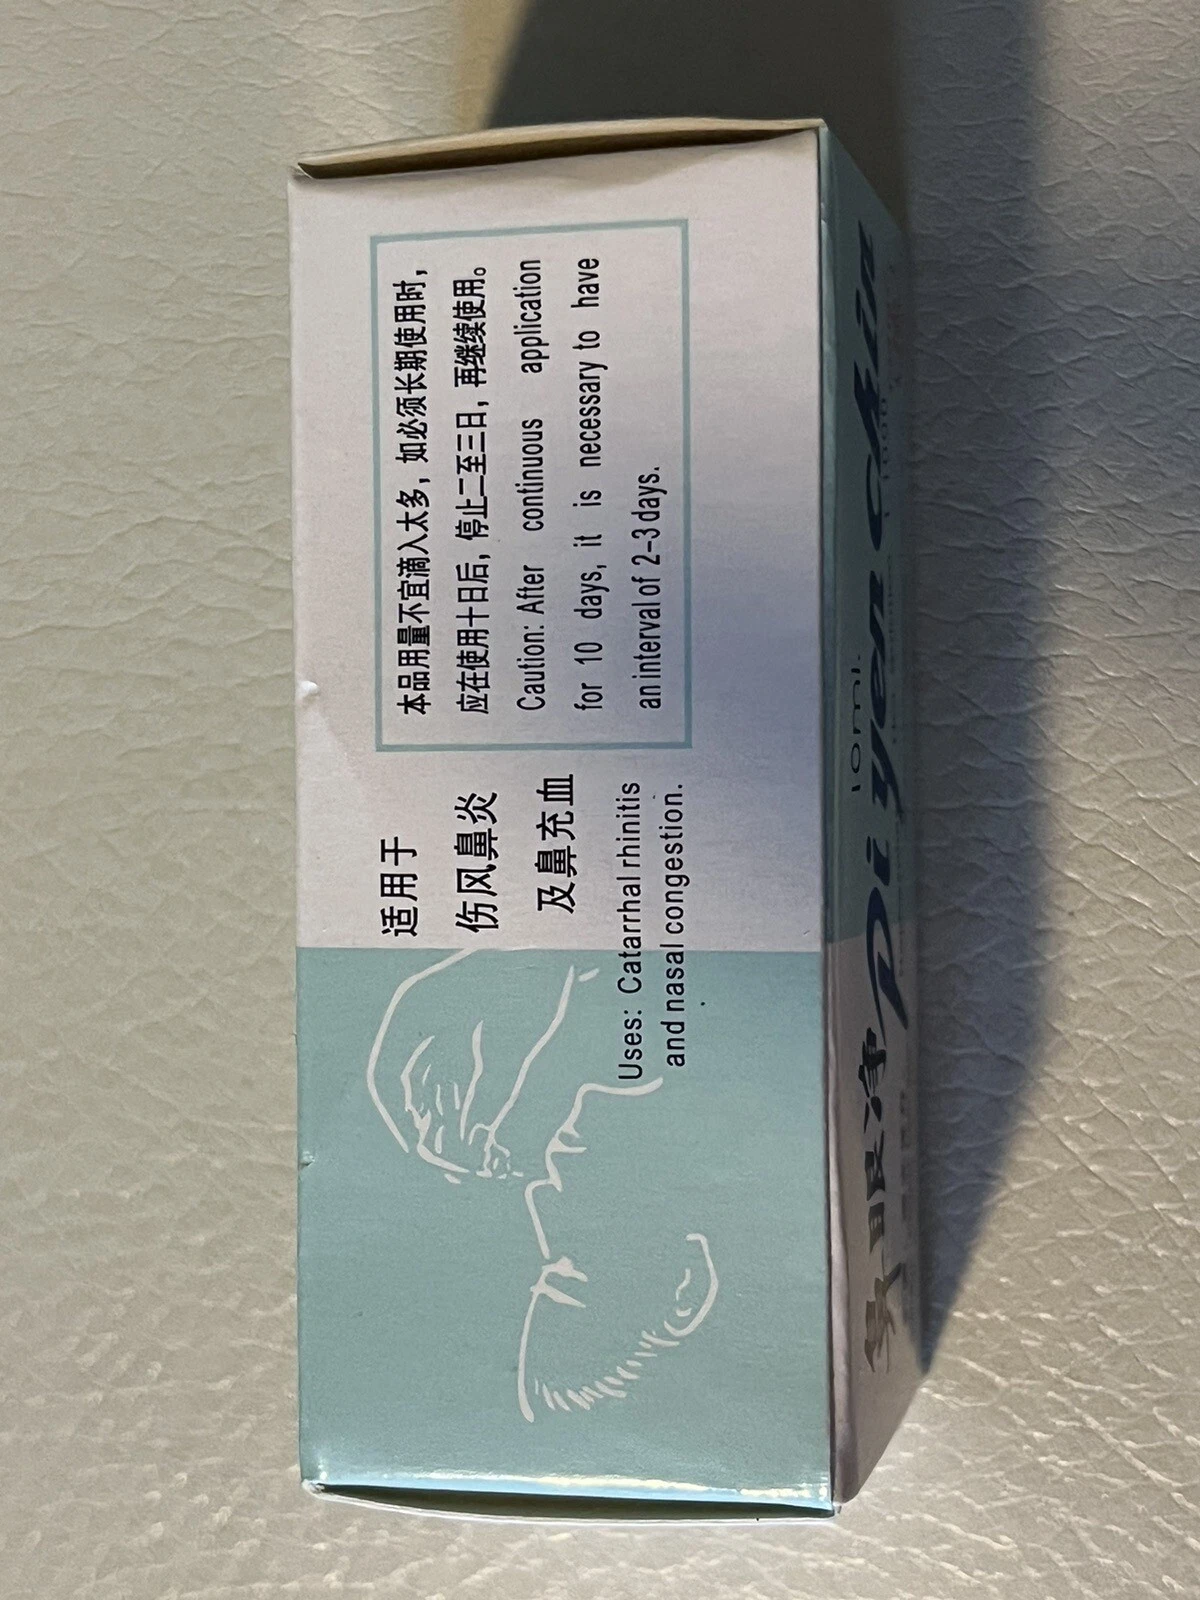 适用于
伤风鼻炎
及鼻充血
Uses: Catarrhal rhinitis
and nasal congestion.
本品用量不宜滴入太多，如必须长期使用时，
应在使用十日后，停止二至三日，再继续使用。
Caution: After continuous application
for 10 days, it is necessary to have
an interval of 2-3 days.
10ml.
鼻眼净 Pi yen chin